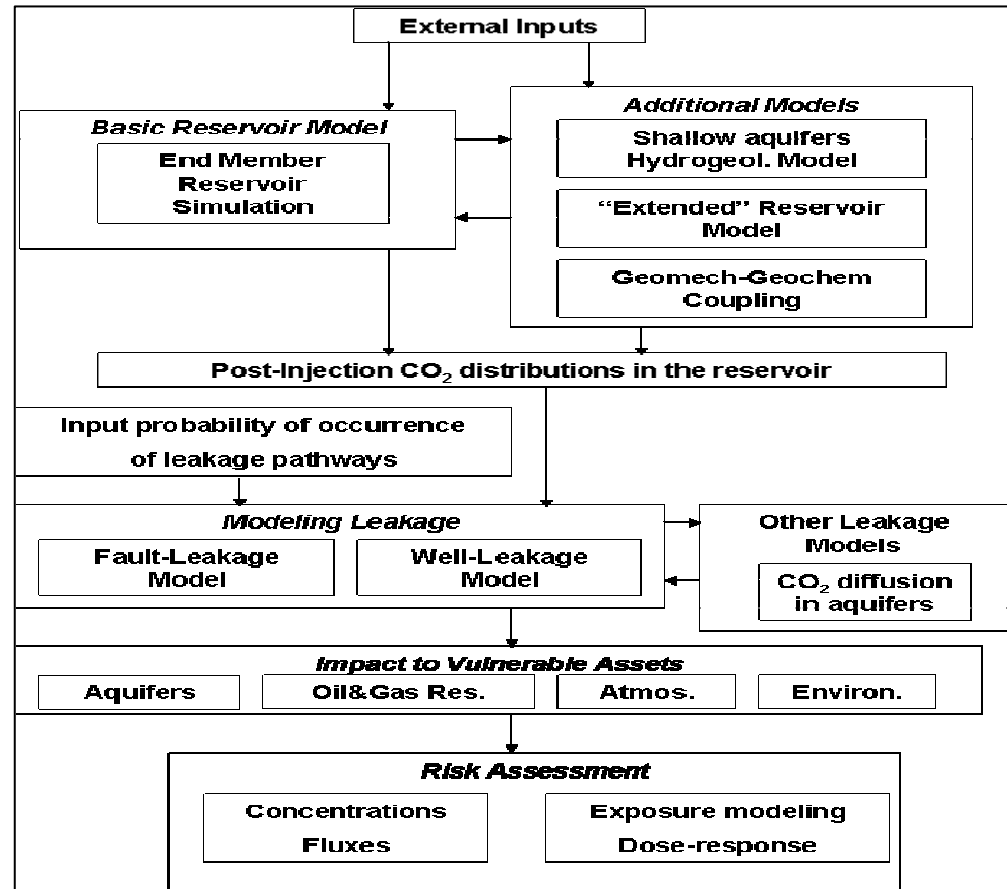 External Inputs
Basic Reservoir Model
End Member
Reservoir
Simulation
Additional Models
Shallow aquifers
Hydrogeol. Model
“Extended” Reservoir
Model
Geomech-Geochem
Coupling
Post-Injection CO₂ distributions in the reservoir
Input probability of occurrence
of leakage pathways
Modeling Leakage
Fault-Leakage
Model
Well-Leakage
Model
Other Leakage
Models
CO₂ diffusion
in aquifers
Impact to Vulnerable Assets
Aquifers
Oil&Gas Res.
Atmos.
Environ.
Risk Assessment
Concentrations
Fluxes
Exposure modeling
Dose-response